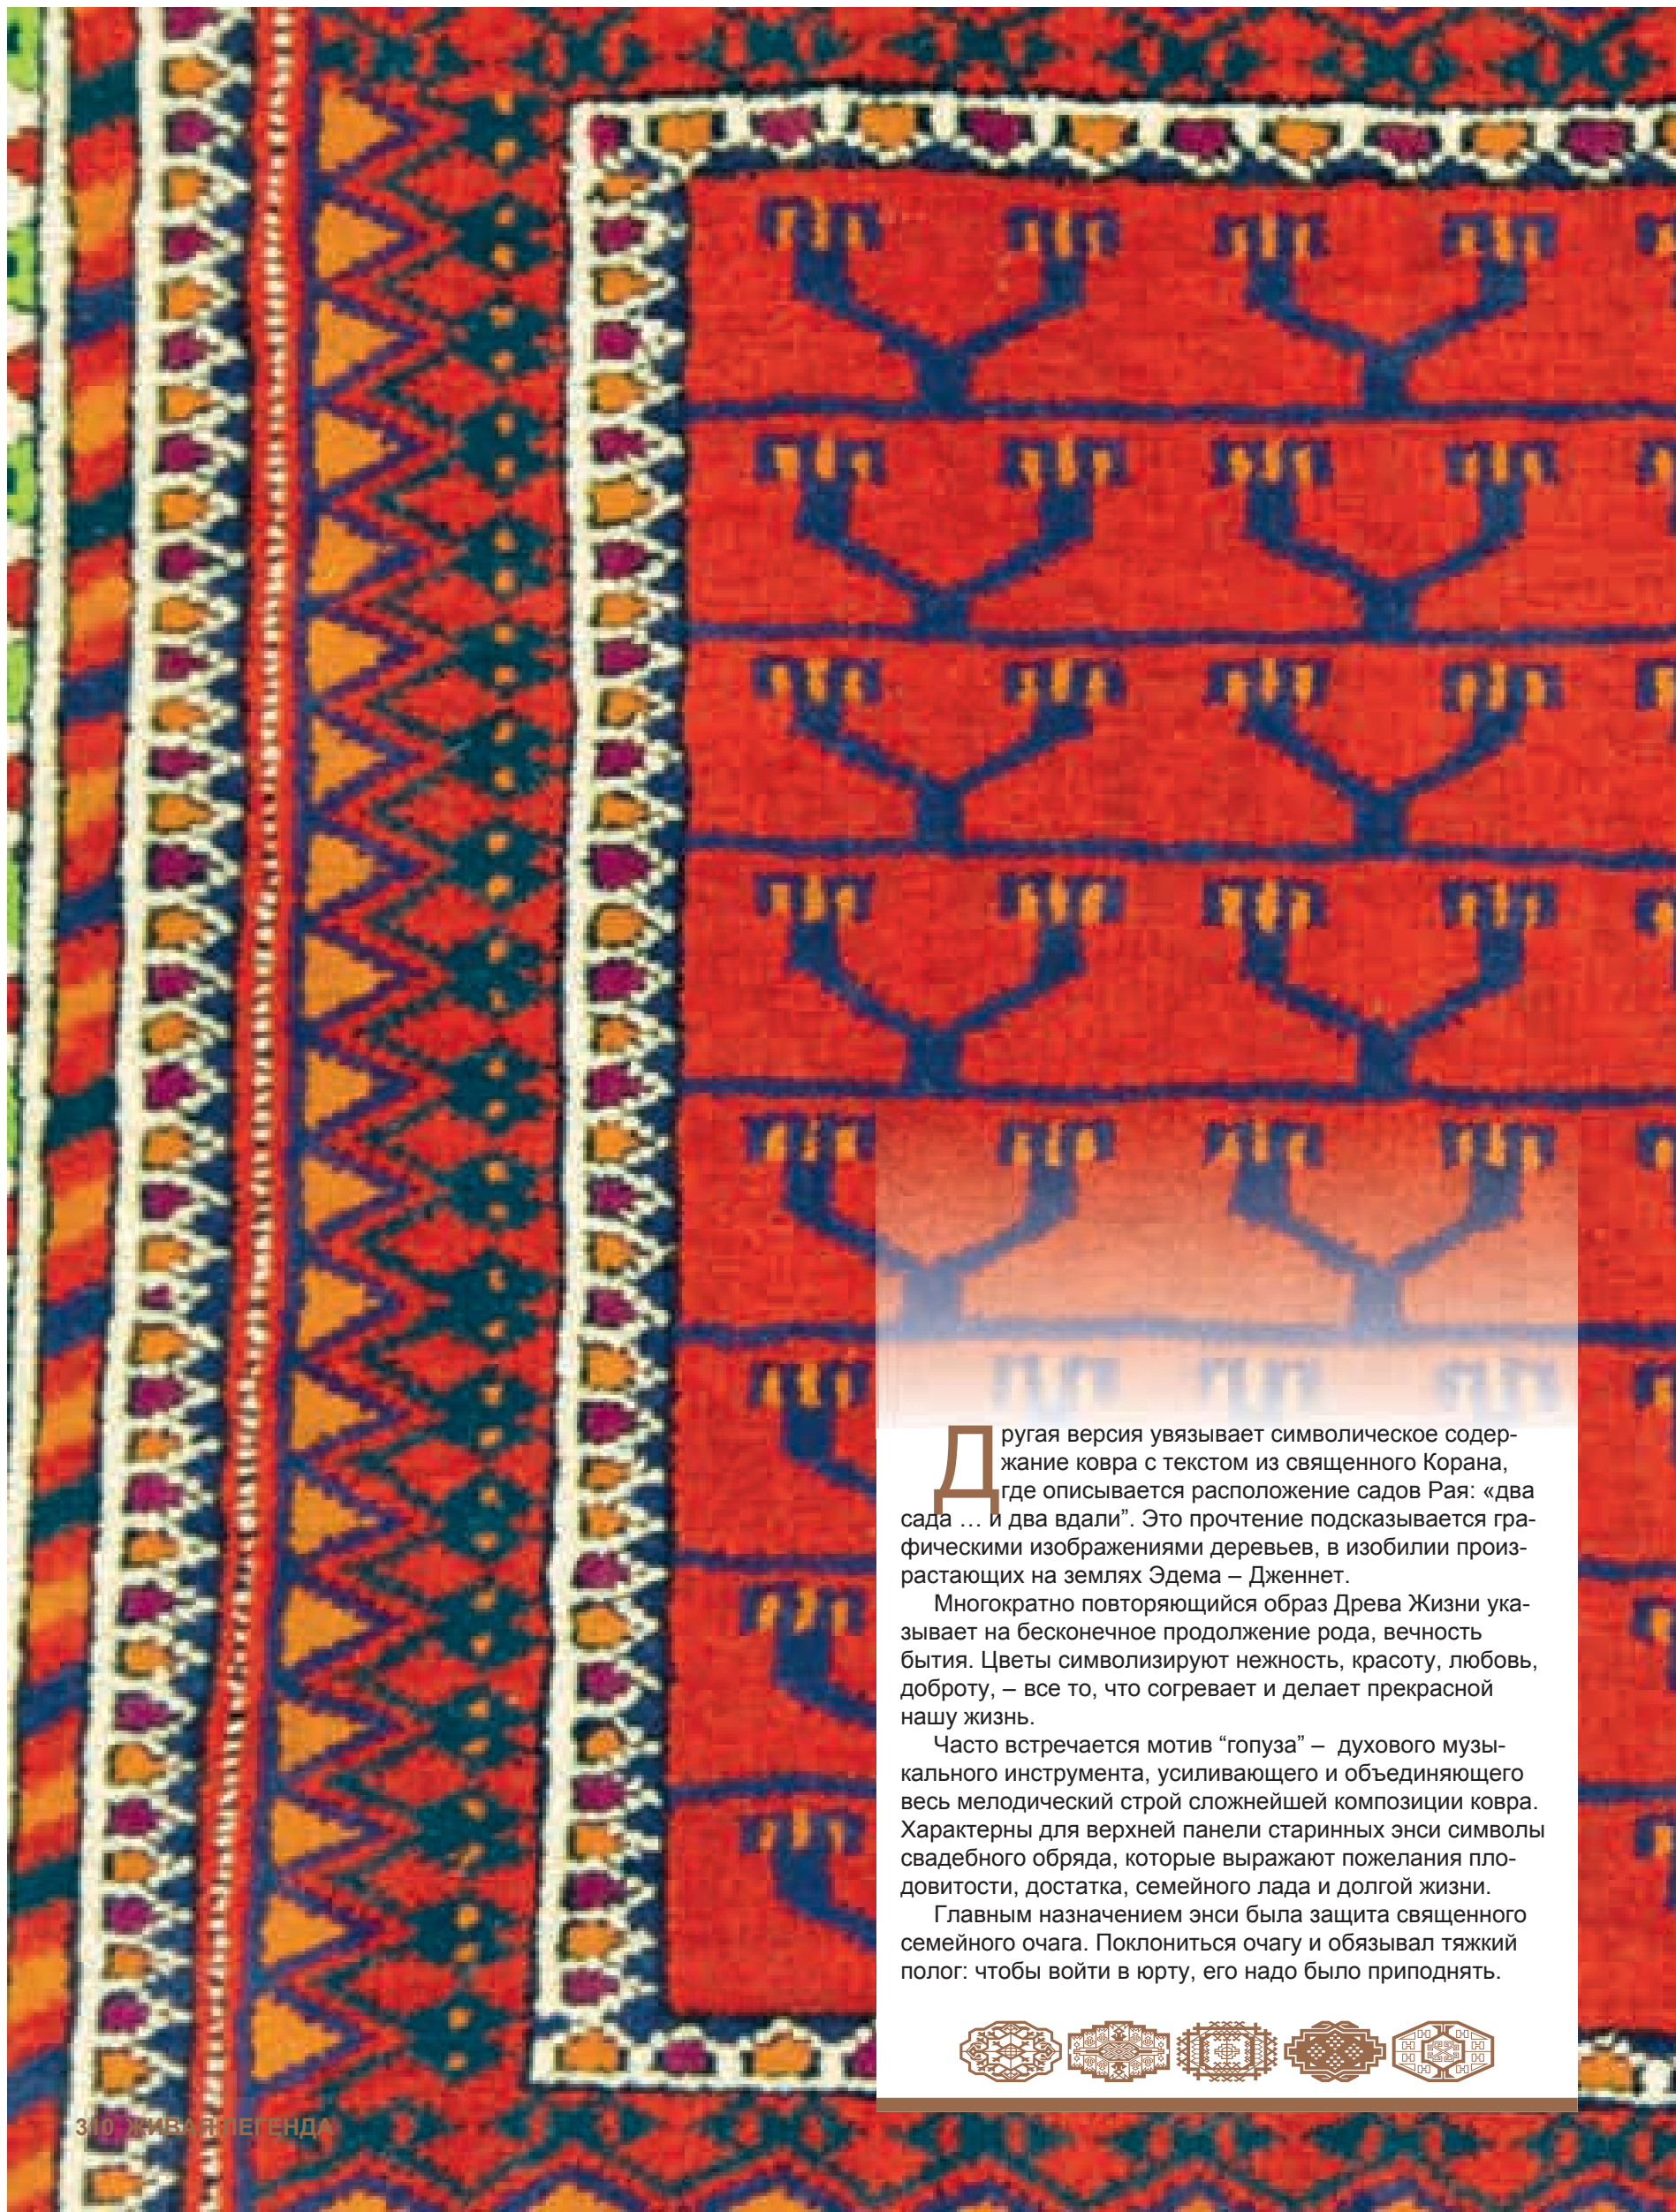 Другая версия увязывает символическое содер-
жание ковра с текстом из священного Корана,
где описывается расположение садов Рая: «два
сада … и два вдали”. Это прочтение подсказывается гра-
фическими изображениями деревьев, в изобилии произ-
растающих на землях Эдема – Дженнет.
Многократно повторяющийся образ Древа Жизни ука-
зывает на бесконечное продолжение рода, вечность
бытия. Цветы символизируют нежность, красоту, любовь,
доброту, – все то, что согревает и делает прекрасной
нашу жизнь.
Часто встречается мотив “гопуза” – духового музы-
кального инструмента, усиливающего и объединяющего
весь мелодический строй сложнейшей композиции ковра.
Характерны для верхней панели старинных энси символы
свадебного обряда, которые выражают пожелания пло-
довитости, достатка, семейного лада и долгой жизни.
Главным назначением энси была защита священного
семейного очага. Поклониться очагу и обязывал тяжкий
полог: чтобы войти в юрту, его надо было приподнять.
ЖИВАЯ ЛЕГЕНДА